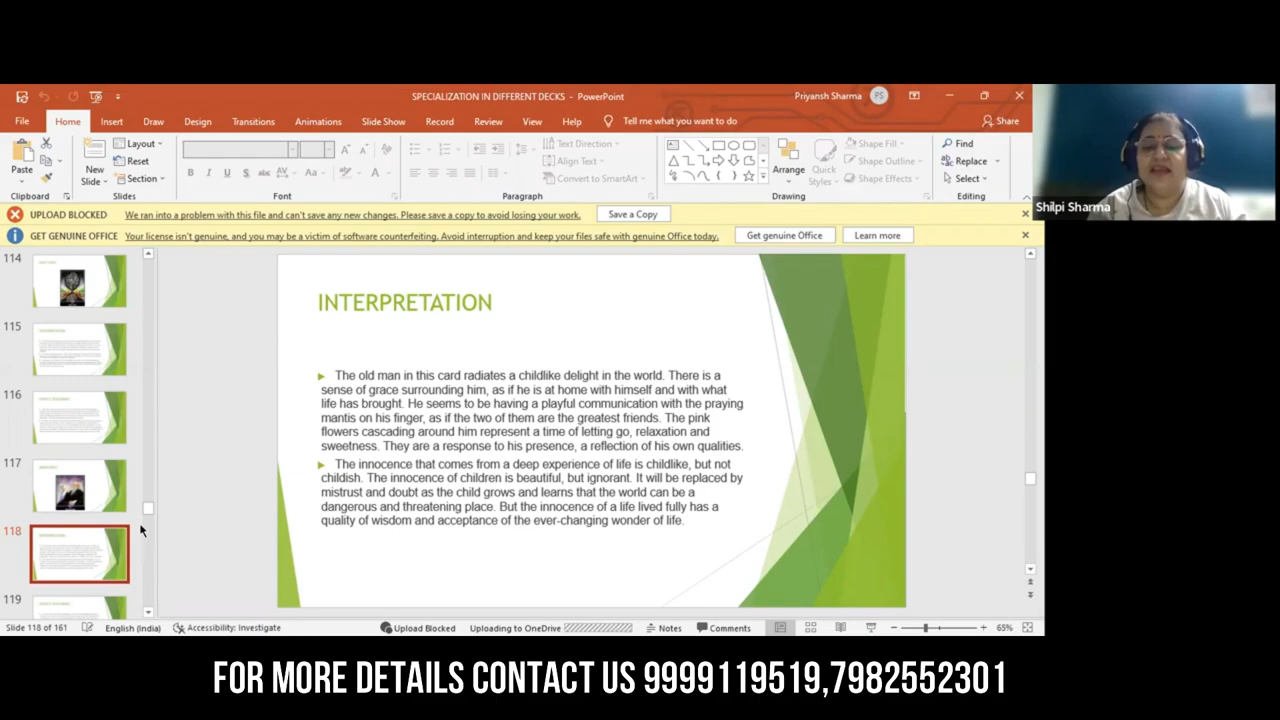 SPECIALIZATION IN DIFFERENT DECKS - PowerPoint
Priyansh Sharma
PS
File
Home
Insert
Draw
Design
Transitions
Animations
Slide Show
Record
Review
View
Help
Tell me what you want to do
Share
Paste
Clipboard
New
Slide
Layout
Reset
Section
Slides
B I U S abc AV
Aa
A
Font
Text Direction
Align Text
Convert to SmartArt
Paragraph
Arrange
Quick
Styles
Shape Fill
Shape Outline
Shape Effects
Drawing
Find
Replace
Select
Editing
UPLOAD BLOCKED We ran into a problem with this file and can't save any new changes. Please save a copy to avoid losing your work. Save a Copy
GET GENUINE OFFICE Your license isn't genuine, and you may be a victim of software counterfeiting. Avoid interruption and keep your files safe with genuine Office today. Get genuine Office Learn more
Shilpi Sharma
114
115
116
117
118
119
INTERPRETATION
The old man in this card radiates a childlike delight in the world. There is a
sense of grace surrounding him, as if he is at home with himself and with what
life has brought. He seems to be having a playful communication with the praying
mantis on his finger, as if the two of them are the greatest friends. The pink
flowers cascading around him represent a time of letting go, relaxation and
sweetness. They are a response to his presence, a reflection of his own qualities.
The innocence that comes from a deep experience of life is childlike, but not
childish. The innocence of children is beautiful, but ignorant. It will be replaced by
mistrust and doubt as the child grows and learns that the world can be a
dangerous and threatening place. But the innocence of a life lived fully has a
quality of wisdom and acceptance of the ever-changing wonder of life.
Slide 118 of 161
English (India)
Accessibility: Investigate
Upload Blocked
Uploading to OneDrive
Notes
Comments
65%
FOR MORE DETAILS CONTACT US 9999119519,7982552301